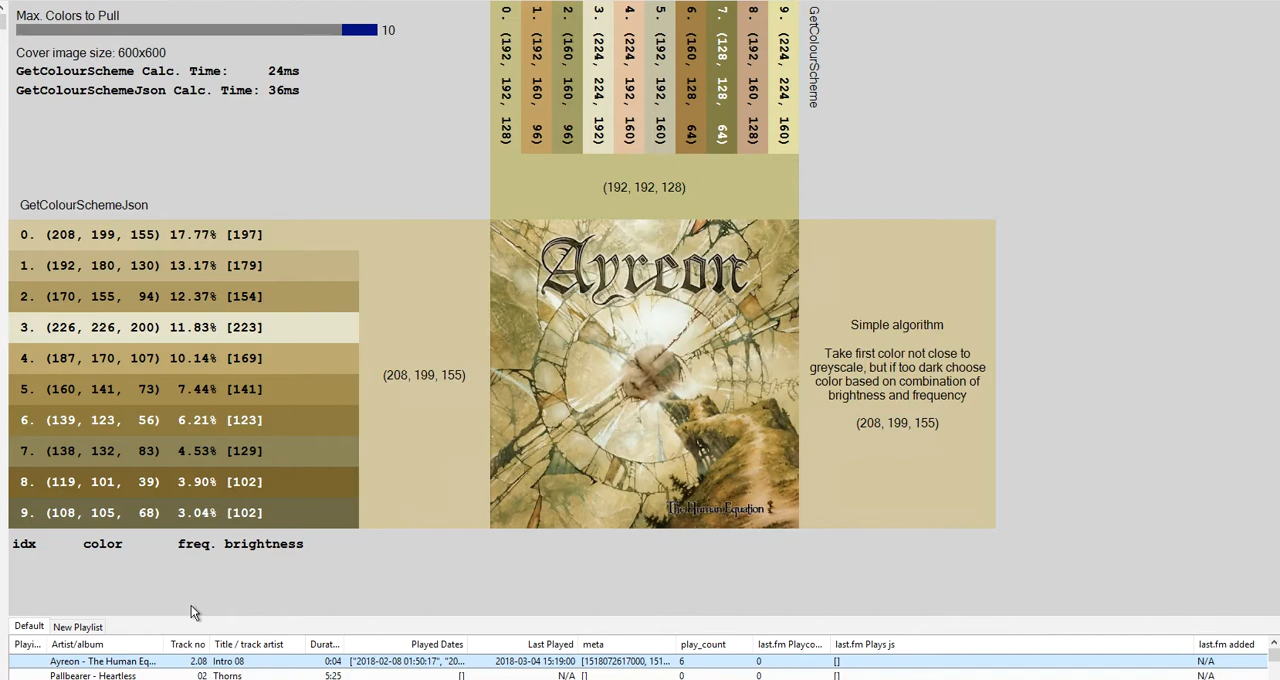 Max. Colors to Pull
10
Cover image size: 600x600
GetColourScheme Calc. Time: 24ms
GetColourSchemeJson Calc. Time: 36ms
0. (192, 192, 128)
1. (192, 160, 96)
2. (160, 160, 96)
3. (224, 224, 192)
4. (224, 192, 160)
5. (192, 192, 160)
6. (160, 128, 64)
7. (128, 128, 64)
8. (192, 160, 128)
9. (224, 224, 160)
GetColourScheme
(192, 192, 128)
GetColourSchemeJson
0. (208, 199, 155) 17.77% [197]
1. (192, 180, 130) 13.17% [179]
2. (170, 155, 94) 12.37% [154]
3. (226, 226, 200) 11.83% [223]
4. (187, 170, 107) 10.14% [169]
5. (160, 141, 73) 7.44% [141]
6. (139, 123, 56) 6.21% [123]
7. (138, 132, 83) 4.53% [129]
8. (119, 101, 39) 3.90% [102]
9. (108, 105, 68) 3.04% [102]
idx color freq. brightness
(208, 199, 155)
Ayreon
The Human Equation
Simple algorithm
Take first color not close to
greyscale, but if too dark choose
color based on combination of
brightness and frequency
(208, 199, 155)
Default New Playlist
Playi... Artist/album Track no Title / track artist Durat... Played Dates Last Played meta play_count last.fm Playco... last.fm Plays js last.fm added
Ayreon - The Human Eq... 2.08 Intro 08 0:04 ["2018-02-08 01:50:17", "20... 2018-03-04 15:19:00 [1518072617000, 151... 6 0 [] N/A
Pallbearer - Heartless 02 Thorns 5:25 [] N/A [] 0 0 [] N/A